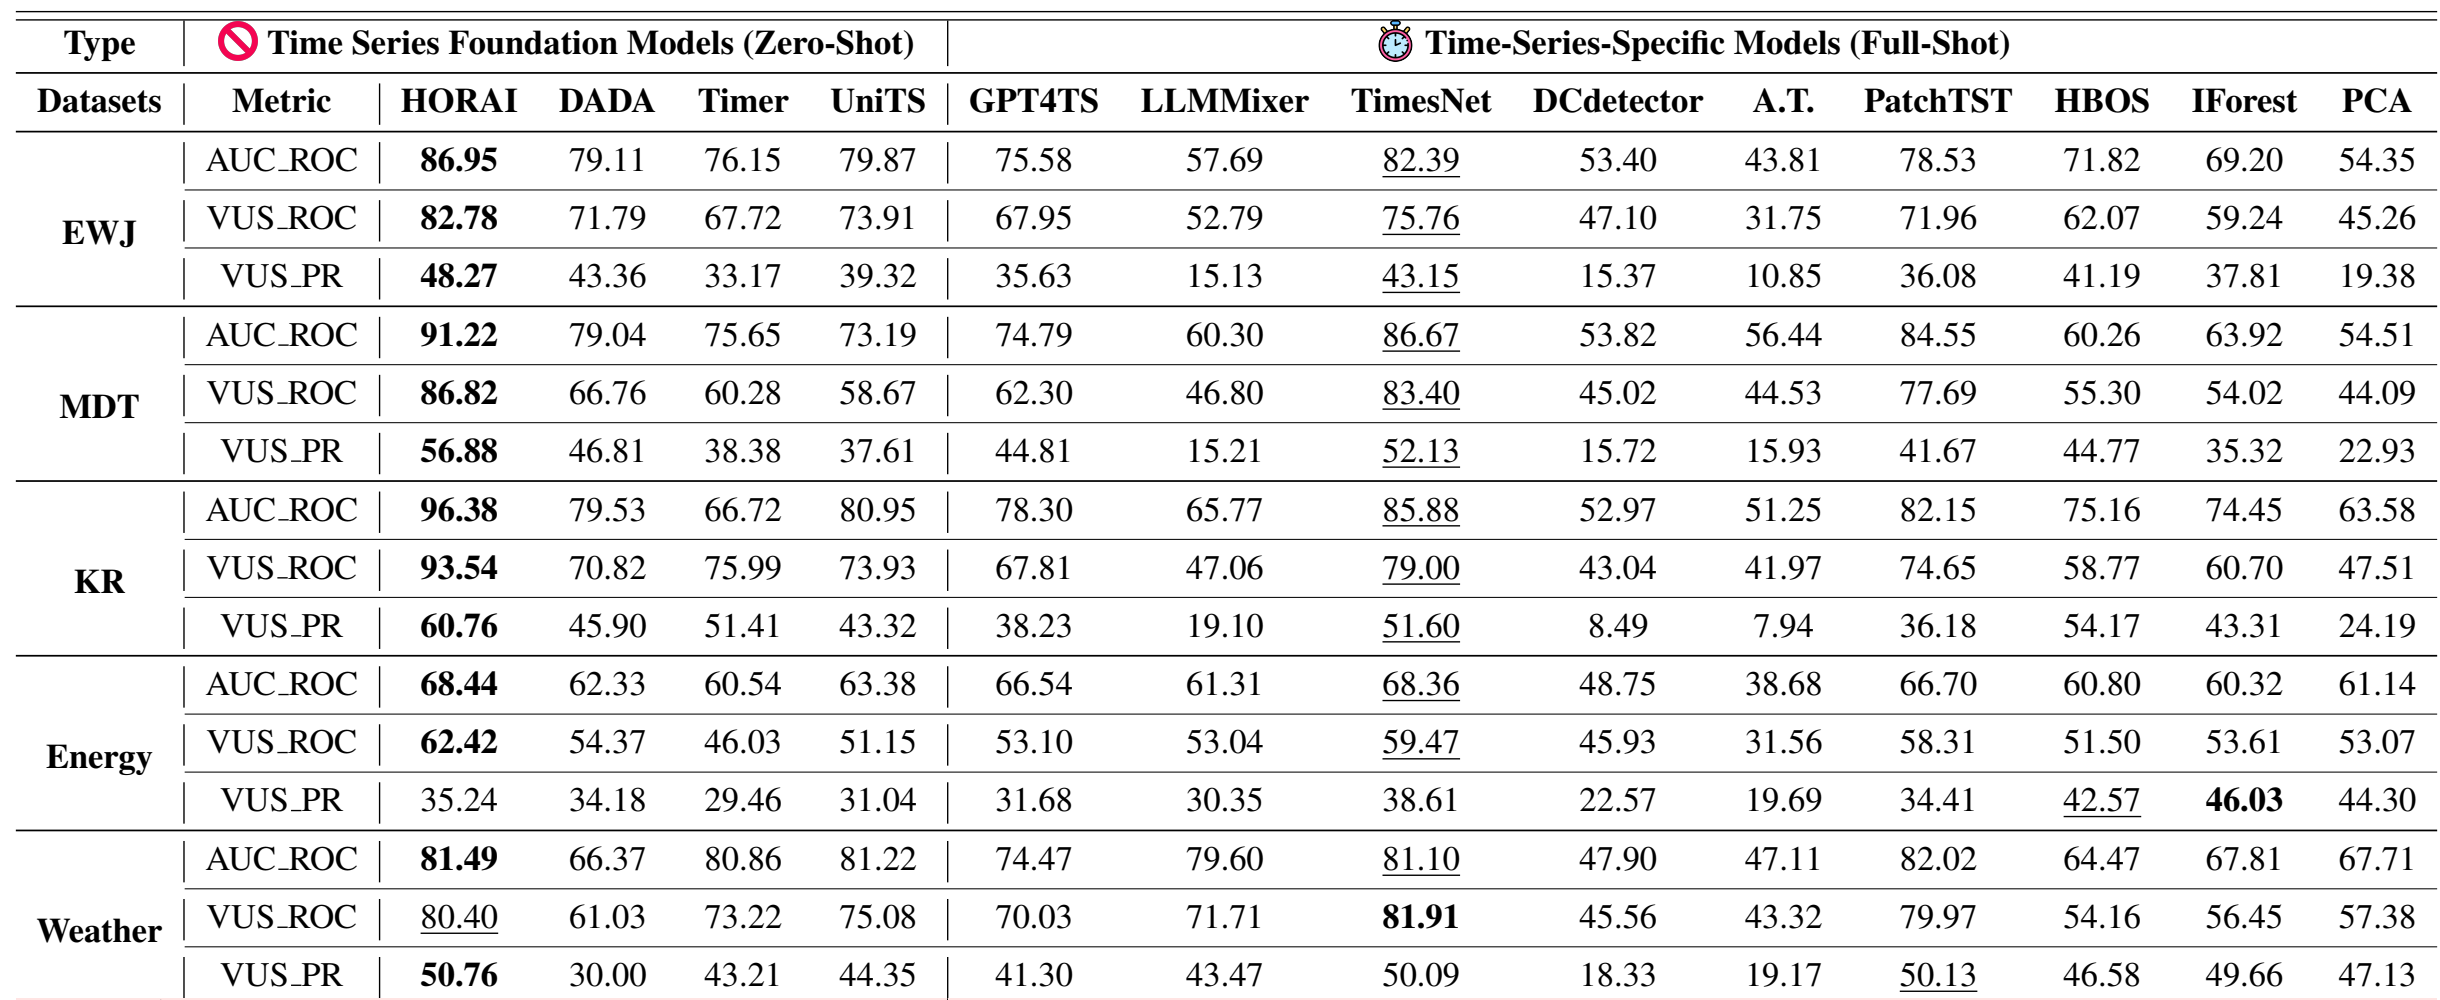 Type Time Series Foundation Models (Zero-Shot) Time-Series-Specific Models (Full-Shot)
Datasets Metric HORAI DADA Timer UniTS GPT4TS LLMMixer TimesNet DCdetector A.T. PatchTST HBOS IForest PCA
AUC_ROC 86.95 79.11 76.15 79.87 75.58 57.69 82.39 53.40 43.81 78.53 71.82 69.20 54.35
EWJ VUS_ROC 82.78 71.79 67.72 73.91 67.95 52.79 75.76 47.10 31.75 71.96 62.07 59.24 45.26
VUS_PR 48.27 43.36 33.17 39.32 35.63 15.13 43.15 15.37 10.85 36.08 41.19 37.81 19.38
AUC_ROC 91.22 79.04 75.65 73.19 74.79 60.30 86.67 53.82 56.44 84.55 60.26 63.92 54.51
MDT VUS_ROC 86.82 66.76 60.28 58.67 62.30 46.80 83.40 45.02 44.53 77.69 55.30 54.02 44.09
VUS_PR 56.88 46.81 38.38 37.61 44.81 15.21 52.13 15.72 15.93 41.67 44.77 35.32 22.93
AUC_ROC 96.38 79.53 66.72 80.95 78.30 65.77 85.88 52.97 51.25 82.15 75.16 74.45 63.58
KR VUS_ROC 93.54 70.82 75.99 73.93 67.81 47.06 79.00 43.04 41.97 74.65 58.77 60.70 47.51
VUS_PR 60.76 45.90 51.41 43.32 38.23 19.10 51.60 8.49 7.94 36.18 54.17 43.31 24.19
AUC_ROC 68.44 62.33 60.54 63.38 66.54 61.31 68.36 48.75 38.68 66.70 60.80 60.32 61.14
Energy VUS_ROC 62.42 54.37 46.03 51.15 53.10 53.04 59.47 45.93 31.56 58.31 51.50 53.61 53.07
VUS_PR 35.24 34.18 29.46 31.04 31.68 30.35 38.61 22.57 19.69 34.41 42.57 46.03 44.30
AUC_ROC 81.49 66.37 80.86 81.22 74.47 79.60 81.10 47.90 47.11 82.02 64.47 67.81 67.71
Weather VUS_ROC 80.40 61.03 73.22 75.08 70.03 71.71 81.91 45.56 43.32 79.97 54.16 56.45 57.38
VUS_PR 50.76 30.00 43.21 44.35 41.30 43.47 50.09 18.33 19.17 50.13 46.58 49.66 47.13